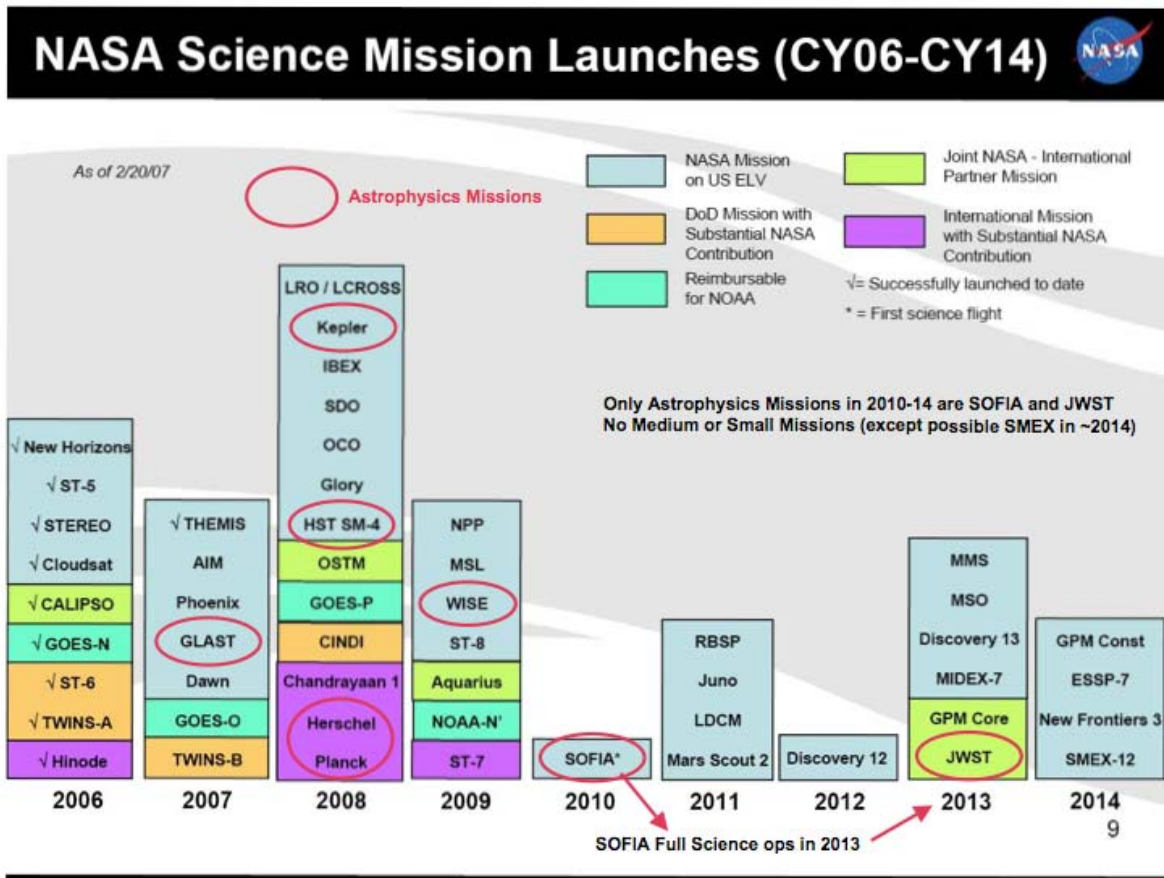 NASA Science Mission Launches (CY06-CY14)
NASA
As of 2/20/07
Astrophysics Missions
NASA Mission
on US ELV
DoD Mission with
Substantial NASA
Contribution
Reimbursable
for NOAA
Joint NASA - International
Partner Mission
International Mission
with Substantial NASA
Contribution
√= Successfully launched to date
* = First science flight
Only Astrophysics Missions in 2010-14 are SOFIA and JWST
No Medium or Small Missions (except possible SMEX in ~2014)
√ New Horizons
√ ST-5
√ STEREO
√ Cloudsat
√ CALIPSO
√ GOES-N
√ ST-6
√ TWINS-A
√ Hinode
2006
√ THEMIS
AIM
Phoenix
GLAST
Dawn
GOES-O
TWINS-B
2007
LRO / LCROSS
Kepler
IBEX
SDO
OCO
Glory
HST SM-4
OSTM
GOES-P
CINDI
Chandrayaan 1
Herschel
Planck
2008
NPP
MSL
WISE
ST-8
Aquarius
NOAA-N'
ST-7
2009
SOFIA*
2010
RBSP
Juno
LDCM
Mars Scout 2
2011
Discovery 12
2012
MMS
MSO
Discovery 13
MIDEX-7
GPM Core
JWST
2013
GPM Const
ESSP-7
New Frontiers 3
SMEX-12
2014
SOFIA Full Science ops in 2013
9